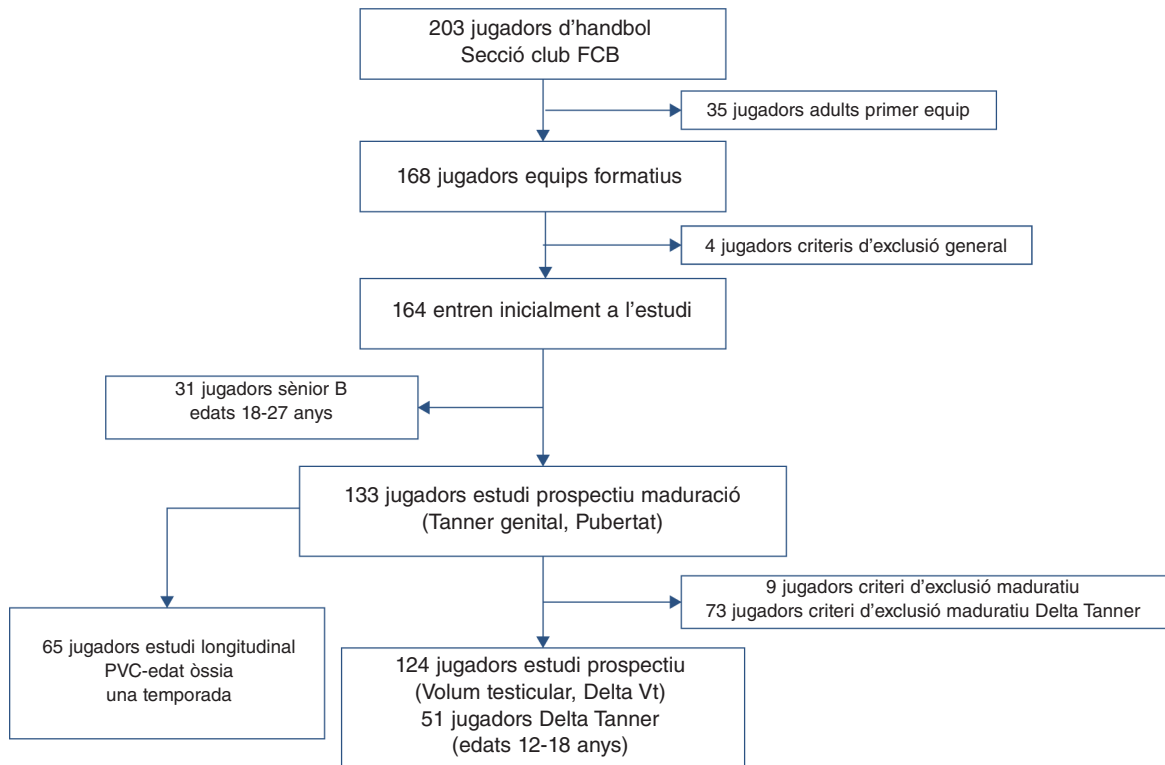 203 jugadors d'handbol
Secció club FCB
35 jugadors adults primer equip
168 jugadors equips formatius
4 jugadors criteris d'exclusió general
164 entren inicialment a l'estudi
31 jugadors sènior B
edats 18-27 anys
133 jugadors estudi prospectiu maduració
(Tanner genital, Pubertat)
9 jugadors criteri d'exclusió maduratiu
73 jugadors criteri d'exclusió maduratiu Delta Tanner
65 jugadors estudi longitudinal
PVC-edat òssia
una temporada
124 jugadors estudi prospectiu
(Volum testicular, Delta Vt)
51 jugadors Delta Tanner
(edats 12-18 anys)